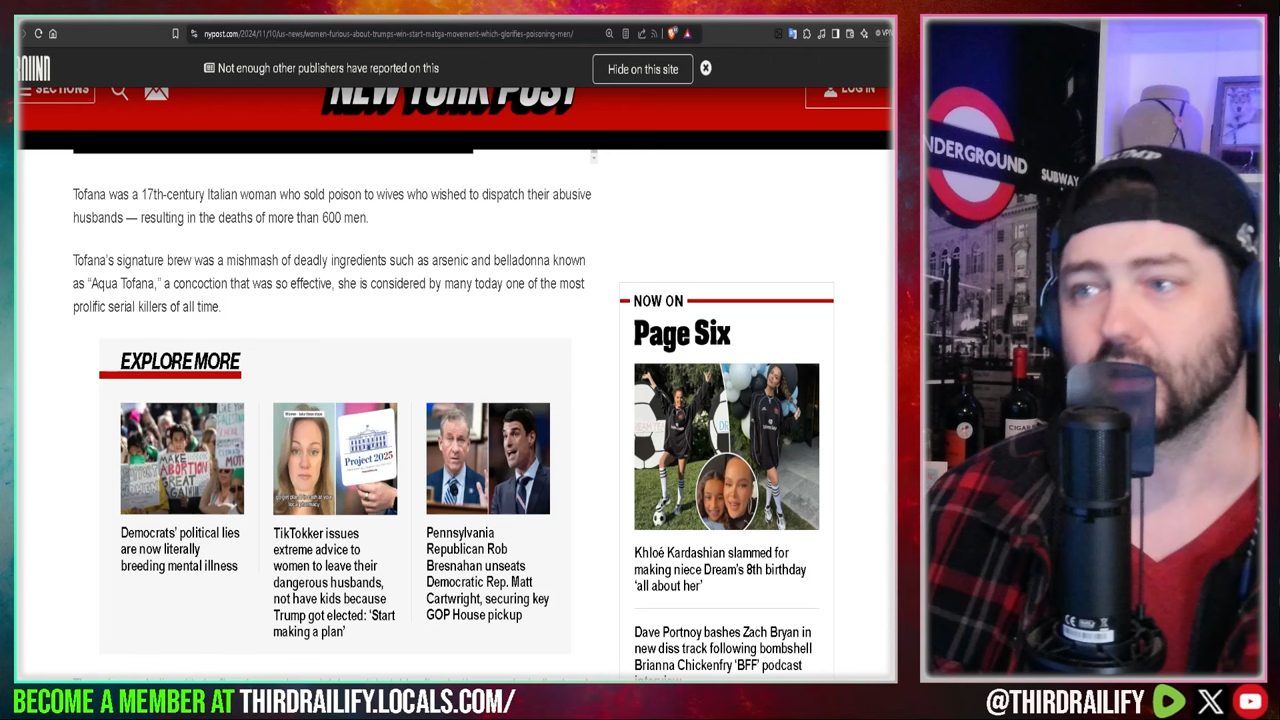 nypost.com/2024/11/10/us-news/women-furious-about-trumps-win-start-matga-movement-which-glorifies-poisoning-men/
VPN
Not enough other publishers have reported on this
Hide on this site
SECTIONS
NEW YORK POST
LOG IN
Tofana was a 17th-century Italian woman who sold poison to wives who wished to dispatch their abusive
husbands — resulting in the deaths of more than 600 men.
Tofana's signature brew was a mishmash of deadly ingredients such as arsenic and belladonna known
as “Aqua Tofana,” a concoction that was so effective, she is considered by many today one of the most
prolific serial killers of all time.
EXPLORE MORE
MAKE
ABORTION
GREAT
Project 2025
Democrats' political lies
are now literally
breeding mental illness
TikTokker issues
extreme advice to
women to leave their
dangerous husbands,
not have kids because
Trump got elected: 'Start
making a plan'
Pennsylvania
Republican Rob
Bresnahan unseats
Democratic Rep. Matt
Cartwright, securing key
GOP House pickup
NOW ON
Page Six
Khloé Kardashian slammed for
making niece Dream's 8th birthday
'all about her'
Dave Portnoy bashes Zach Bryan in
new diss track following bombshell
Brianna Chickenfry 'BFF' podcast
interview
NDERGROUND
SUBWAY
CIGARS
BECOME A MEMBER AT THIRDRAILIFY.LOCALS.COM/
@THIRDRAILIFY